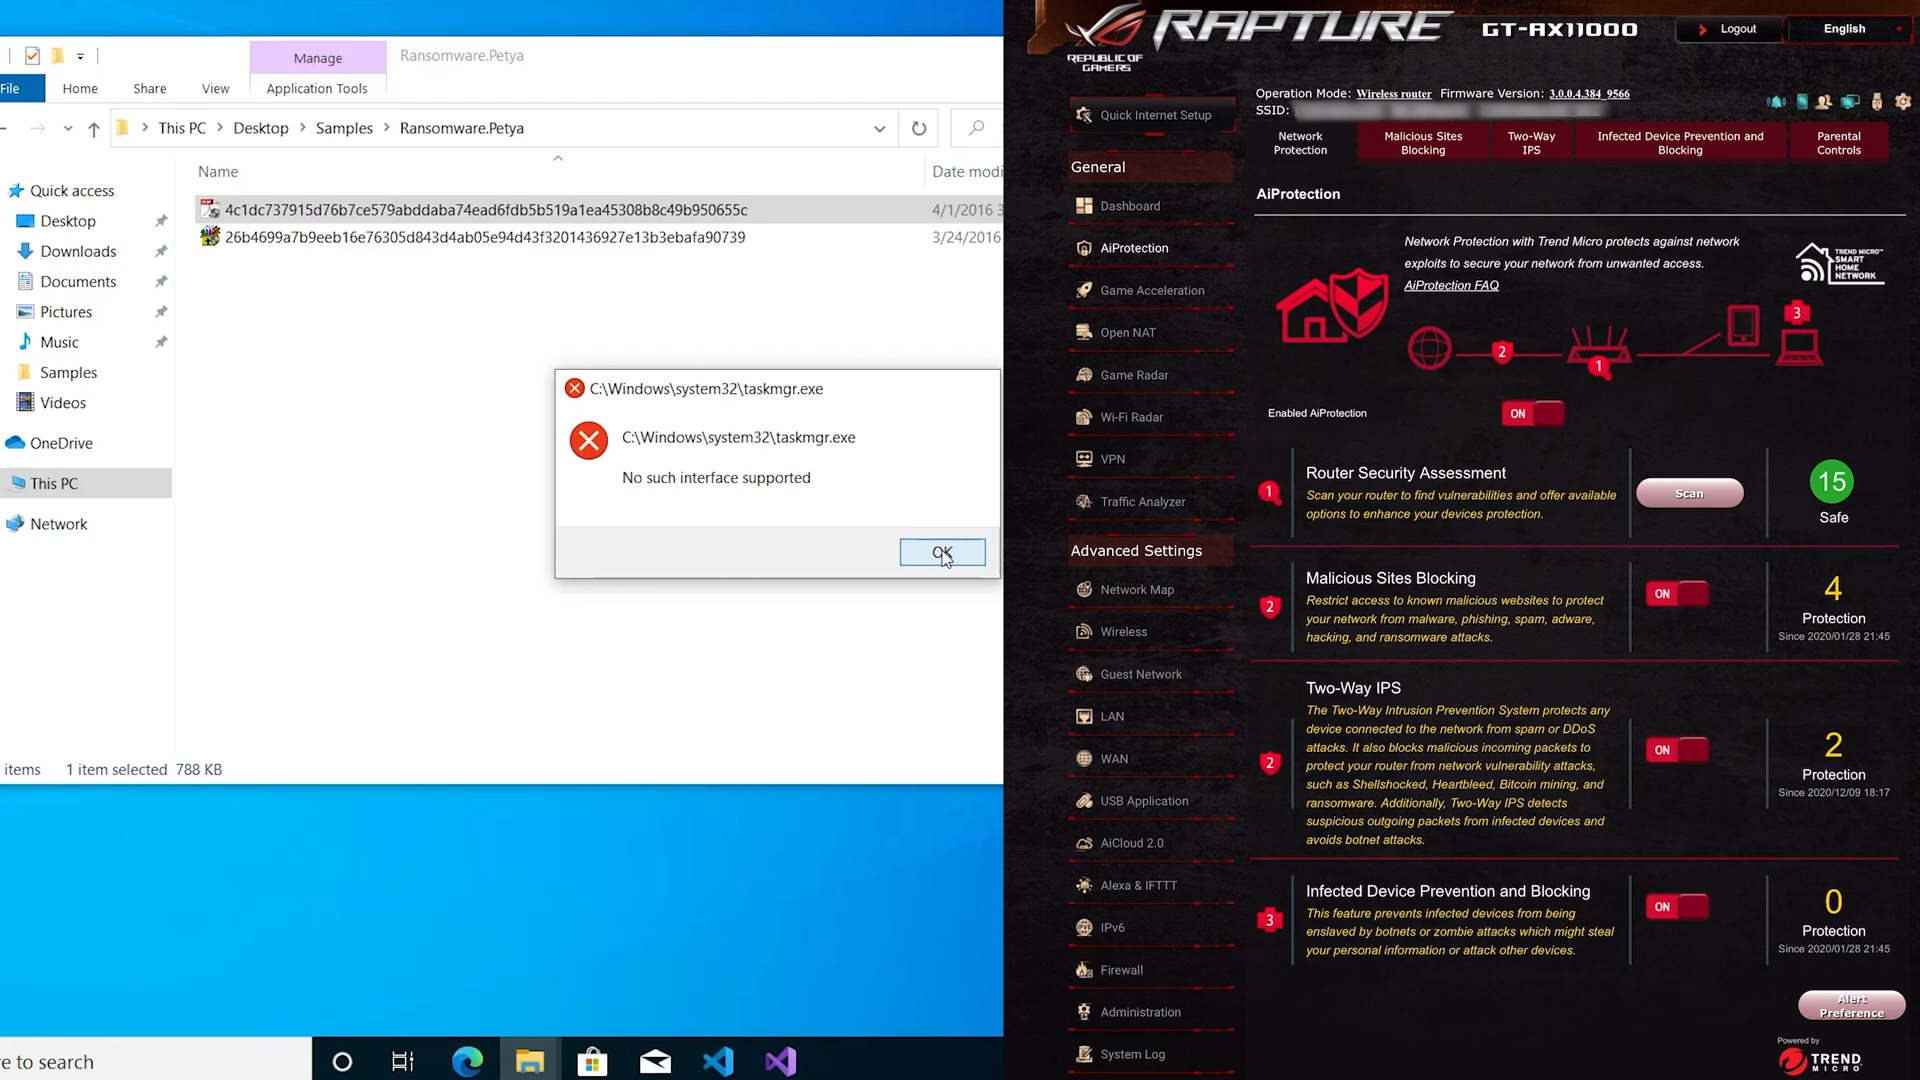 Manage
Ransomware.Petya
File
Home
Share
View
Application Tools
This PC
Desktop
Samples
Ransomware.Petya
Name
Date modi
4c1dc737915d76b7ce579abddaba74ead6fdb5b519a1ea45308b8c49b950655c
4/1/2016 3
26b4699a7b9eeb16e76305d843d4ab05e94d43f3201436927e13b3ebafa90739
3/24/2016
Quick access
Desktop
Downloads
Documents
Pictures
Music
Samples
Videos
OneDrive
This PC
Network
C:\Windows\system32\taskmgr.exe
C:\Windows\system32\taskmgr.exe
No such interface supported
OK
items
1 item selected 788 KB
re to search
REPUBLIC OF
GAMERS
RAPTURE
GT-AX11000
Logout
English
Quick Internet Setup
General
Dashboard
AiProtection
Game Acceleration
Open NAT
Game Radar
Wi-Fi Radar
VPN
Traffic Analyzer
Advanced Settings
Network Map
Wireless
Guest Network
LAN
WAN
USB Application
AiCloud 2.0
Alexa & IFTTT
IPv6
Firewall
Administration
System Log
Operation Mode: Wireless router Firmware Version: 3.0.0.4.384_9566
SSID:
Network
Protection
Malicious Sites
Blocking
Two-Way
IPS
Infected Device Prevention and
Blocking
Parental
Controls
AiProtection
Network Protection with Trend Micro protects against network
exploits to secure your network from unwanted access.
AiProtection FAQ
TREND MICRO™
SMART
HOME
NETWORK
2
1
3
Enabled AiProtection
ON
1
Router Security Assessment
Scan your router to find vulnerabilities and offer available
options to enhance your devices protection.
Scan
15
Safe
2
Malicious Sites Blocking
Restrict access to known malicious websites to protect
your network from malware, phishing, spam, adware,
hacking, and ransomware attacks.
ON
4
Protection
Since 2020/01/28 21:45
2
Two-Way IPS
The Two-Way Intrusion Prevention System protects any
device connected to the network from spam or DDoS
attacks. It also blocks malicious incoming packets to
protect your router from network vulnerability attacks,
such as Shellshocked, Heartbleed, Bitcoin mining, and
ransomware. Additionally, Two-Way IPS detects
suspicious outgoing packets from infected devices and
avoids botnet attacks.
ON
2
Protection
Since 2020/12/09 18:17
3
Infected Device Prevention and Blocking
This feature prevents infected devices from being
enslaved by botnets or zombie attacks which might steal
your personal information or attack other devices.
ON
0
Protection
Since 2020/01/28 21:45
Alert
Preference
Powered by
TREND
MICRO